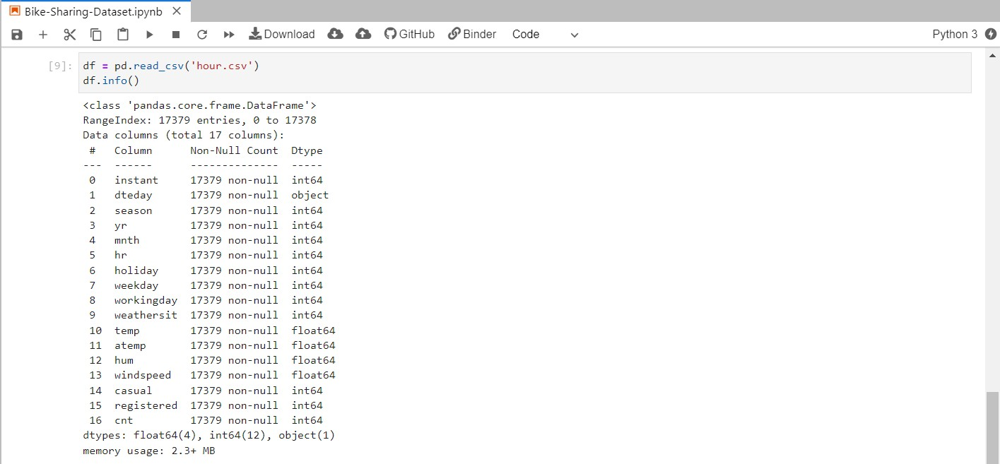 Bike-Sharing-Dataset.ipynb
Download GitHub Binder Code Python 3
[9]: df = pd.read_csv('hour.csv')
df.info()
<class 'pandas.core.frame.DataFrame'>
RangeIndex: 17379 entries, 0 to 17378
Data columns (total 17 columns):
 #   Column      Non-Null Count  Dtype
---  ------      --------------  -----
 0   instant     17379 non-null  int64
 1   dteday      17379 non-null  object
 2   season      17379 non-null  int64
 3   yr          17379 non-null  int64
 4   mnth        17379 non-null  int64
 5   hr          17379 non-null  int64
 6   holiday     17379 non-null  int64
 7   weekday     17379 non-null  int64
 8   workingday  17379 non-null  int64
 9   weathersit  17379 non-null  int64
 10  temp        17379 non-null  float64
 11  atemp       17379 non-null  float64
 12  hum         17379 non-null  float64
 13  windspeed   17379 non-null  float64
 14  casual      17379 non-null  int64
 15  registered  17379 non-null  int64
 16  cnt         17379 non-null  int64
dtypes: float64(4), int64(12), object(1)
memory usage: 2.3+ MB